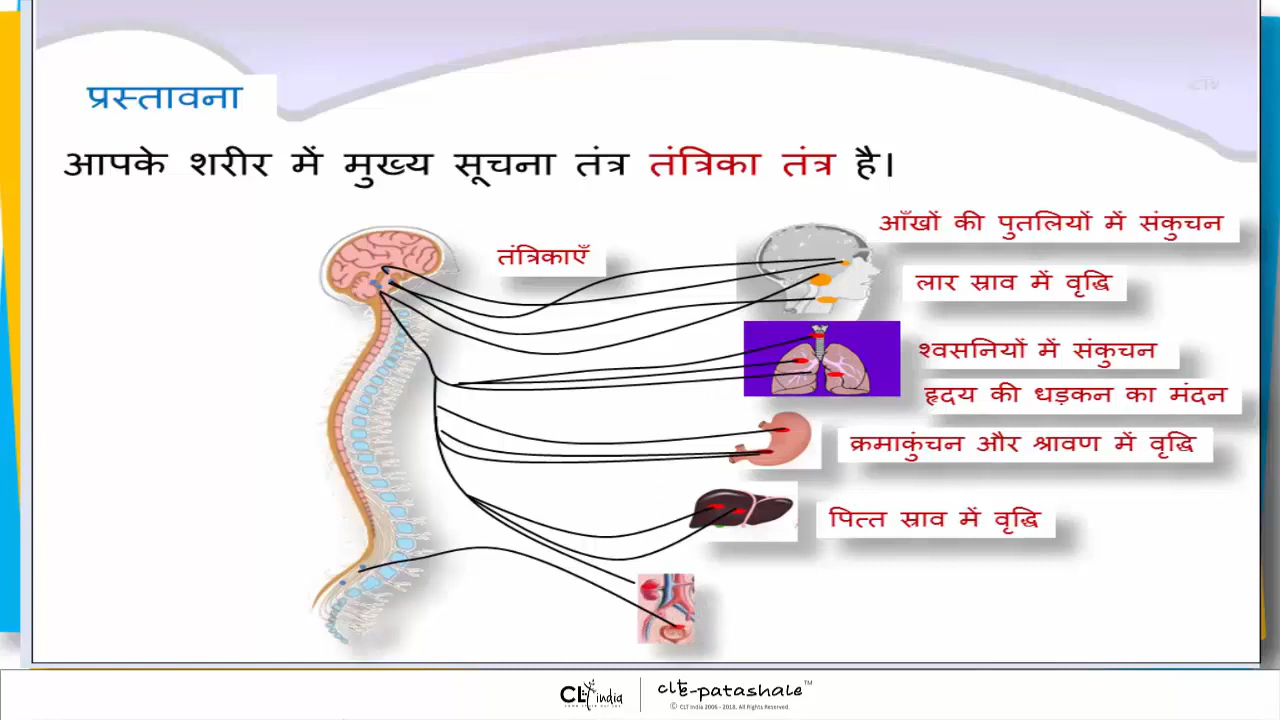 प्रस्तावना
आपके शरीर में मुख्य सूचना तंत्र तंत्रिका तंत्र है।
तंत्रिकाएँ
आँखों की पुतलियों में संकुचन
लार स्राव में वृद्धि
श्वसनियों में संकुचन
हृदय की धड़कन का मंदन
क्रमाकुंचन और श्रावण में वृद्धि
पित्त स्राव में वृद्धि
CLT india
clte-patashale™
© CLT India 2006 - 2018. All Rights Reserved.